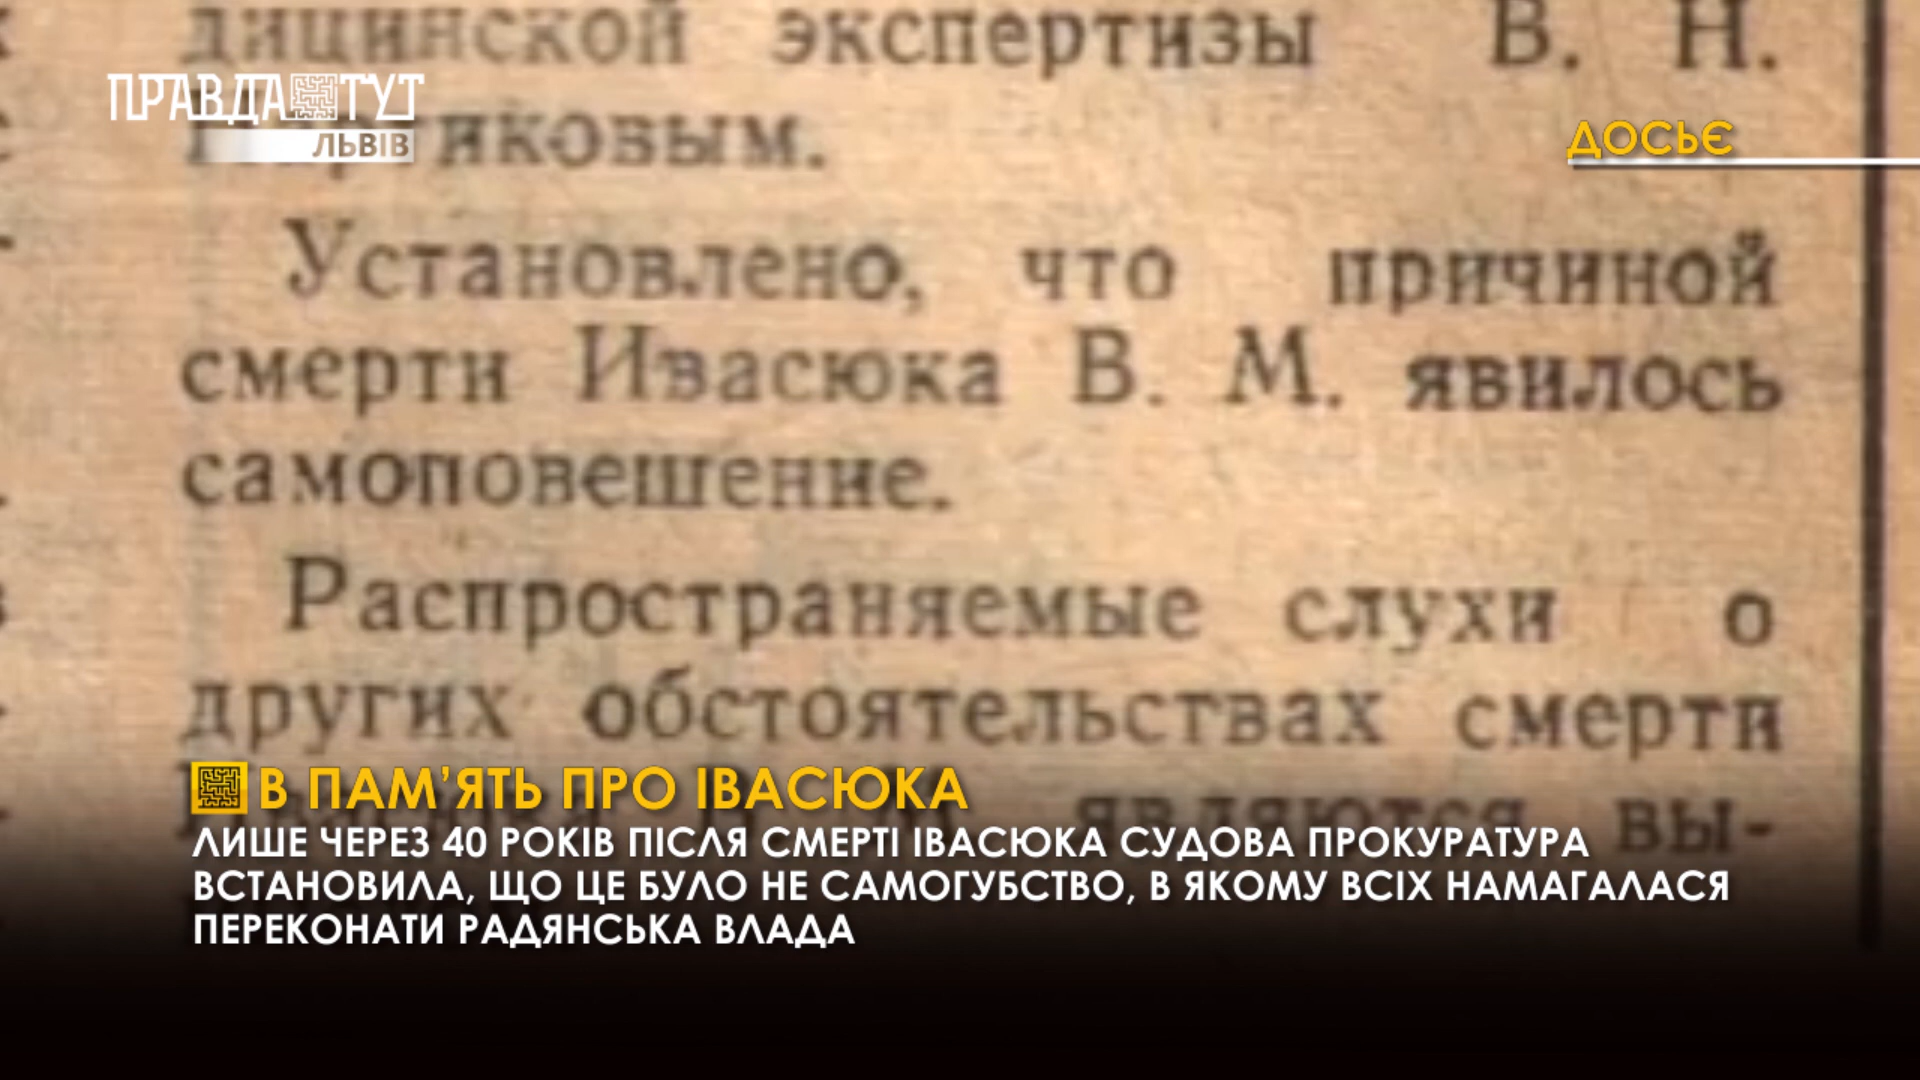 дицинской экспертизы В. Н.
ПРАВДА ТУТ
ЛЬВІВ
ДОСЬЄ
Установлено, что причиной
смерти Ивасюка В. М. явилось
самоповешение.
Распространяемые слухи о
других обстоятельствах смерти
являются вы-
В ПАМ’ЯТЬ ПРО ІВАСЮКА
ЛИШЕ ЧЕРЕЗ 40 РОКІВ ПІСЛЯ СМЕРТІ ІВАСЮКА СУДОВА ПРОКУРАТУРА
ВСТАНОВИЛА, ЩО ЦЕ БУЛО НЕ САМОГУБСТВО, В ЯКОМУ ВСІХ НАМАГАЛАСЯ
ПЕРЕКОНАТИ РАДЯНСЬКА ВЛАДА